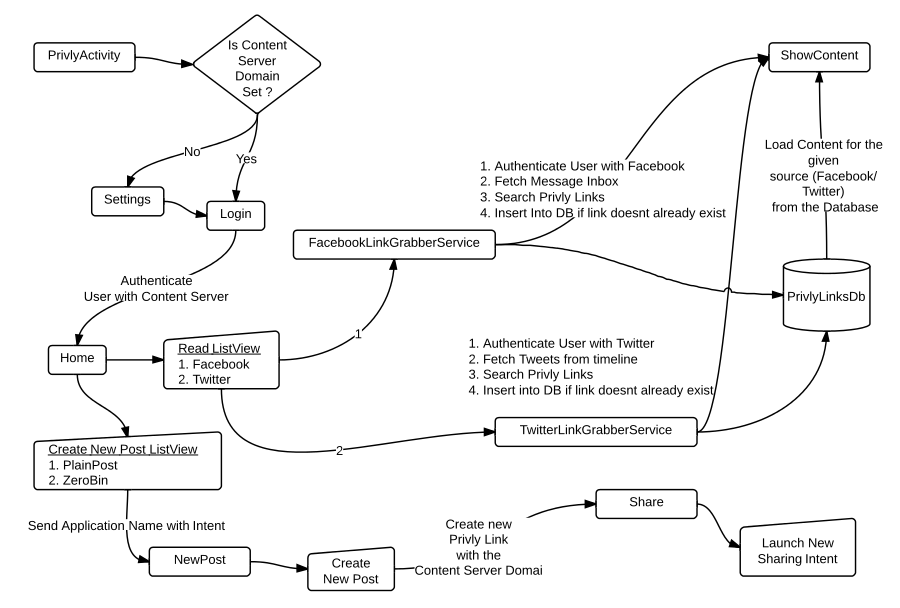 PrivlyActivity
Is Content
Server
Domain
Set ?
ShowContent
No
Yes
Settings
Login
Authenticate
User with Content Server
Home
Read ListView
1. Facebook
2. Twitter
1
2
FacebookLinkGrabberService
1. Authenticate User with Facebook
2. Fetch Message Inbox
3. Search Privly Links
4. Insert Into DB if link doesnt already exist
Load Content for the
given
source (Facebook/
Twitter)
from the Database
PrivlyLinksDb
1. Authenticate User with Twitter
2. Fetch Tweets from timeline
3. Search Privly Links
4. Insert into DB if link doesnt already exist
TwitterLinkGrabberService
Create New Post ListView
1. PlainPost
2. ZeroBin
Send Application Name with Intent
NewPost
Create
New Post
Create new
Privly Link
with the
Content Server Domai
Share
Launch New
Sharing Intent